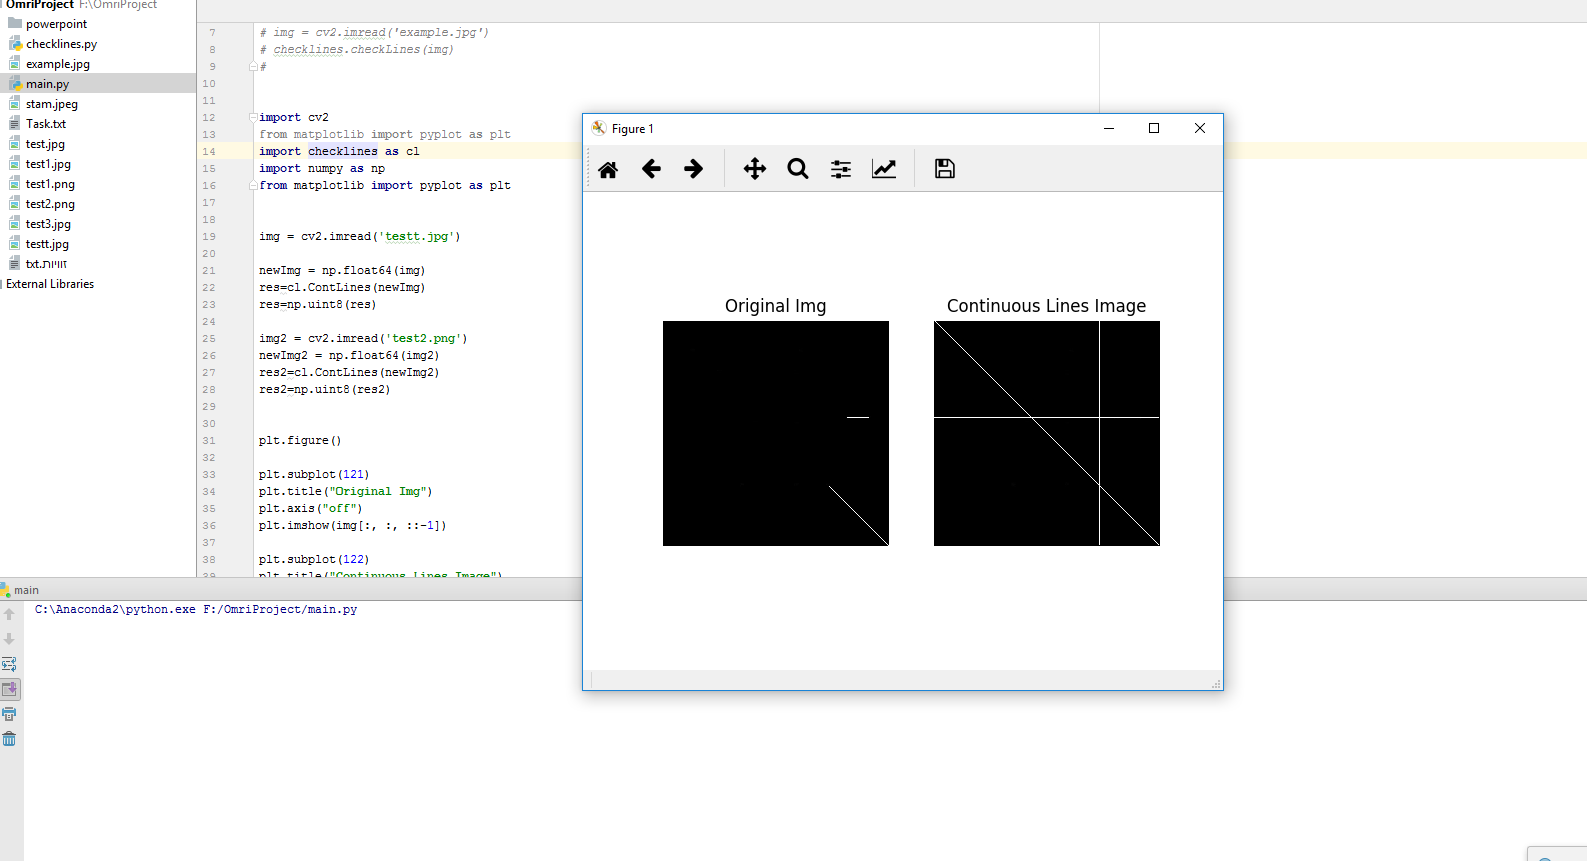 OmriProject F:\OmriProject
powerpoint
checklines.py
example.jpg
main.py
stam.jpeg
Task.txt
test.jpg
test1.jpg
test1.png
test2.png
test3.jpg
testt.jpg
זוויות.txt
External Libraries
7 # img = cv2.imread('example.jpg')
8 # checklines.checkLines(img)
9 #
10
11
12 import cv2
13 from matplotlib import pyplot as plt
14 import checklines as cl
15 import numpy as np
16 from matplotlib import pyplot as plt
17
18
19 img = cv2.imread('testt.jpg')
20
21 newImg = np.float64(img)
22 res=cl.ContLines(newImg)
23 res=np.uint8(res)
24
25 img2 = cv2.imread('test2.png')
26 newImg2 = np.float64(img2)
27 res2=cl.ContLines(newImg2)
28 res2=np.uint8(res2)
29
30
31 plt.figure()
32
33 plt.subplot(121)
34 plt.title("Original Img")
35 plt.axis("off")
36 plt.imshow(img[:, :, ::-1])
37
38 plt.subplot(122)
39 plt.title("Continuous Lines Image")
Figure 1
Original Img
Continuous Lines Image
main
C:\Anaconda2\python.exe F:/OmriProject/main.py